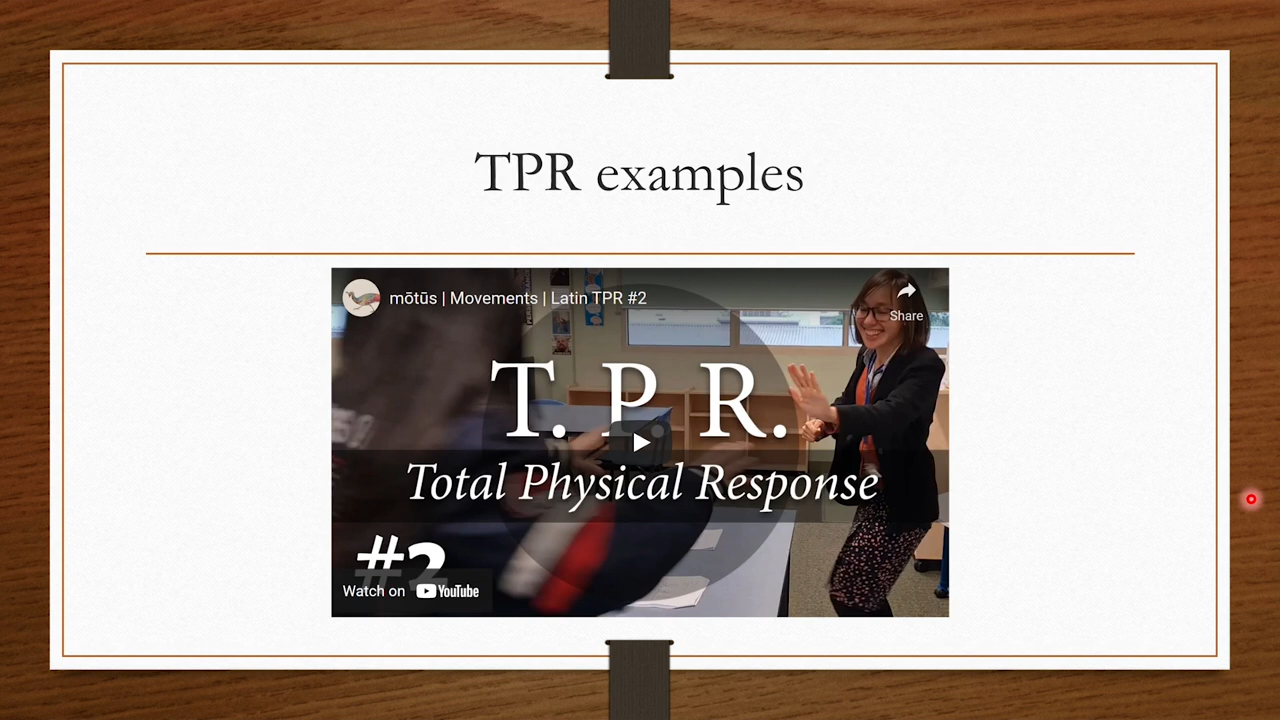 TPR examples
mōtūs | Movements | Latin TPR #2
Share
T. P. R.
Total Physical Response
#2
Watch on YouTube